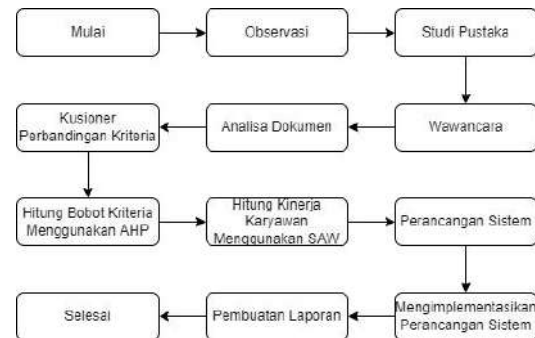 Mulai
Observasi
Studi Pustaka
Wawancara
Analisa Dokumen
Kusioner
Perbandingan Kriteria
Hitung Bobot Kriteria
Menggunakan AHP
Hitung Kinerja
Karyawan
Menggunakan SAW
Perancangan Sistem
Mengimplementasikan
Perancangan Sistem
Pembuatan Laporan
Selesai